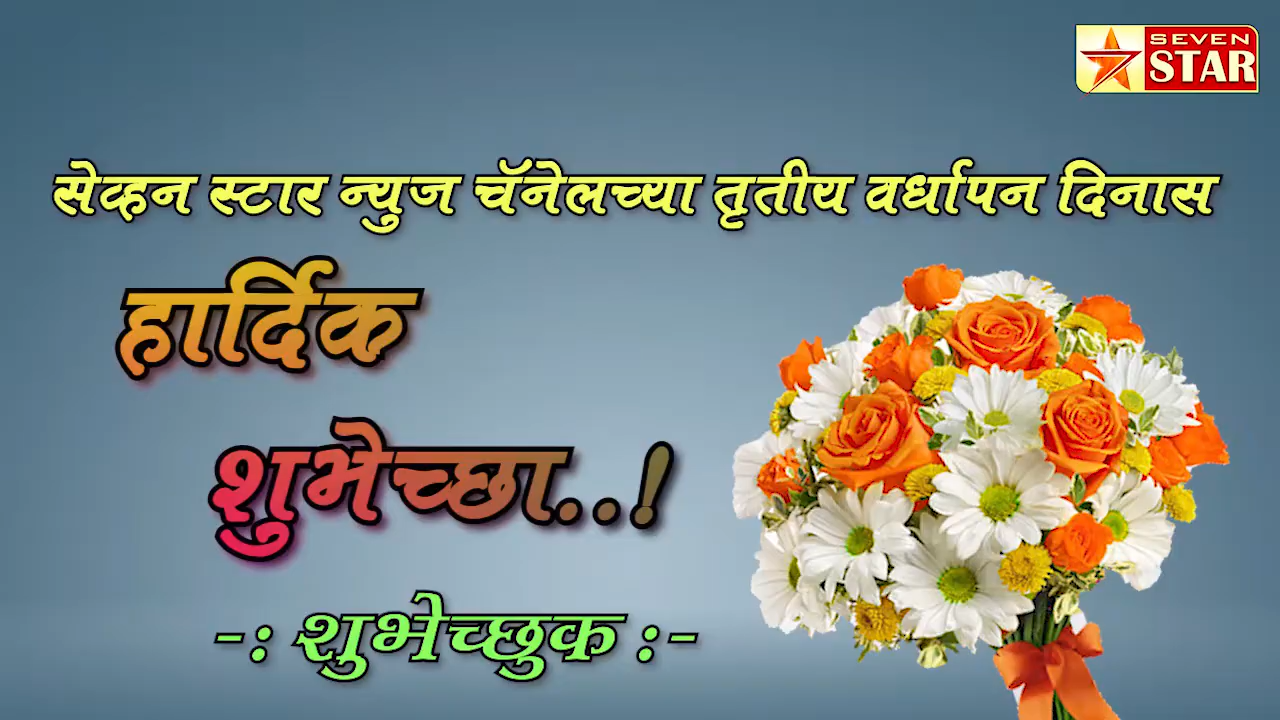 SEVEN
STAR
सेव्हन स्टार न्युज चॅनेलच्या तृतीय वर्धापन दिनास
हार्दिक
शुभेच्छा..!
-: शुभेच्छुक :-